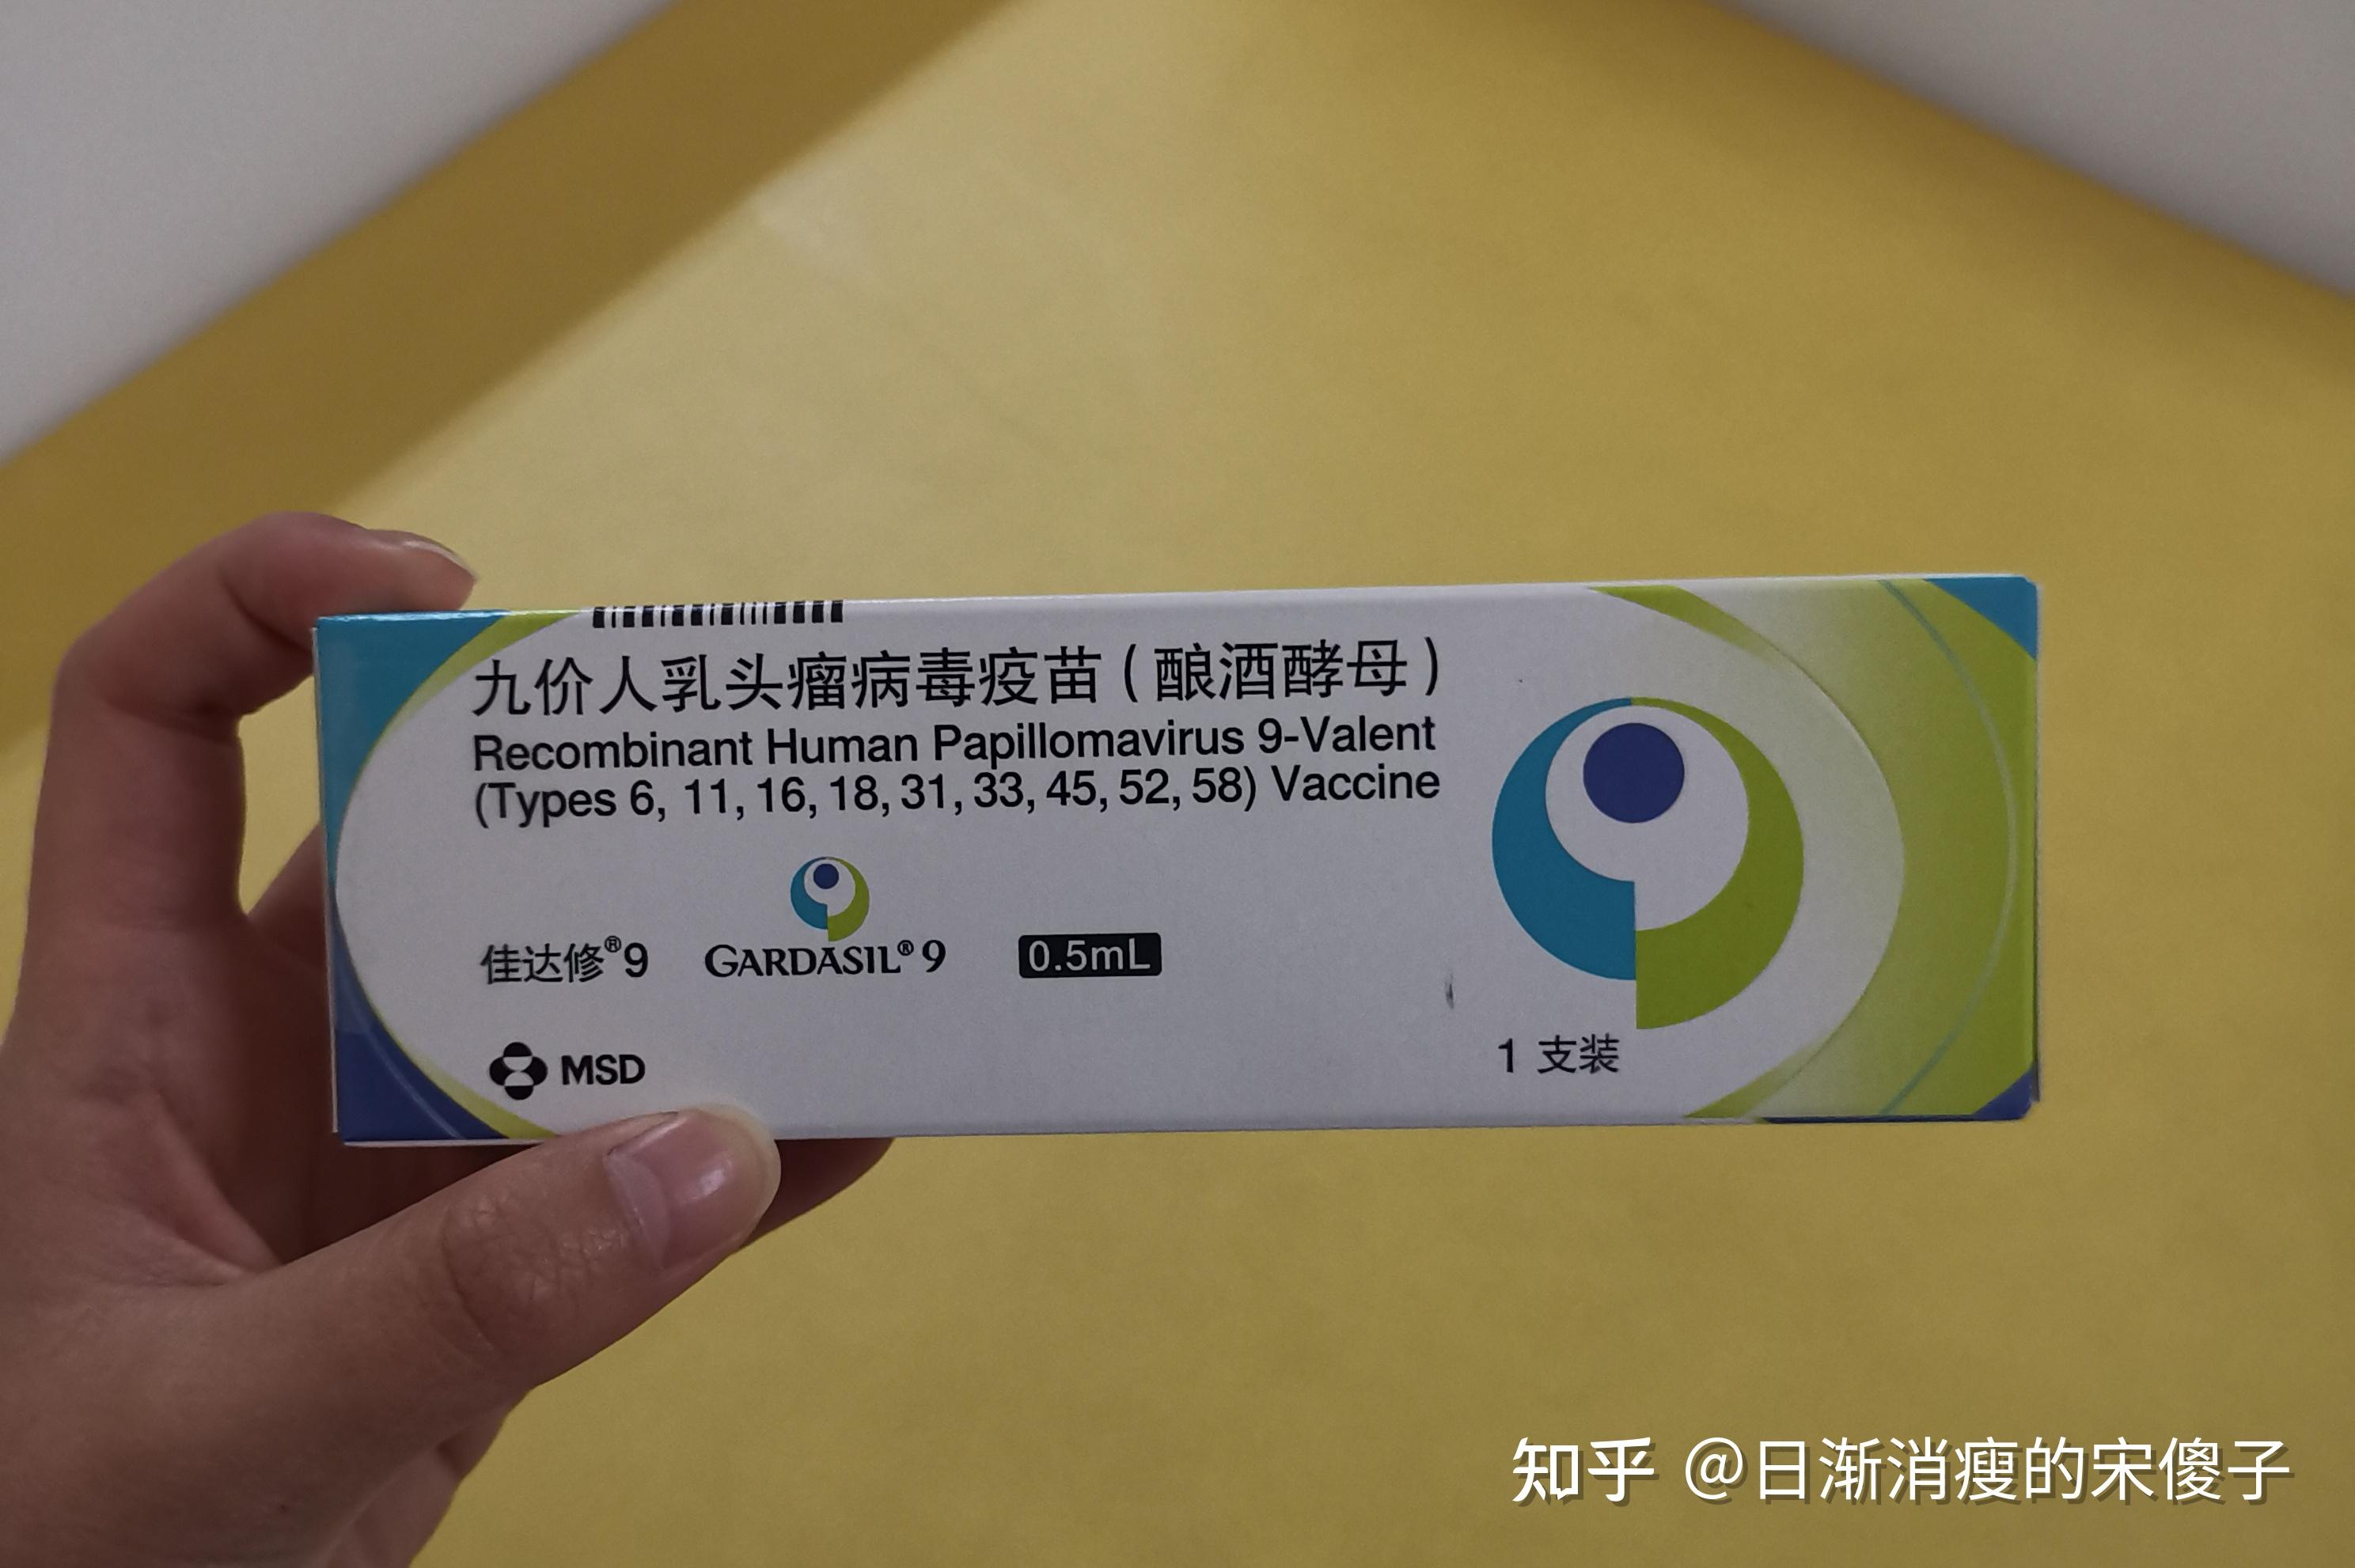 九价人乳头瘤病毒疫苗(酿酒酵母)
Recombinant Human Papillomavirus 9-Valent
(Types 6, 11, 16, 18, 31, 33, 45, 52, 58) Vaccine
佳达修®9 GARDASIL®9 0.5mL
MSD
1 支装
知乎 @日渐消瘦的宋傻子